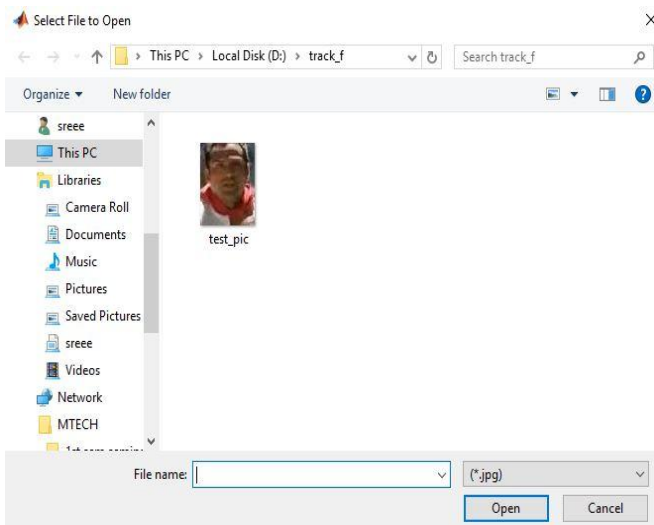 Select File to Open
This PC > Local Disk (D:) > track_f
Search track_f
Organize
New folder
sreee
This PC
Libraries
Camera Roll
Documents
Music
Pictures
Saved Pictures
sreee
Videos
Network
MTECH
test_pic
File name:
(*.jpg)
Open
Cancel